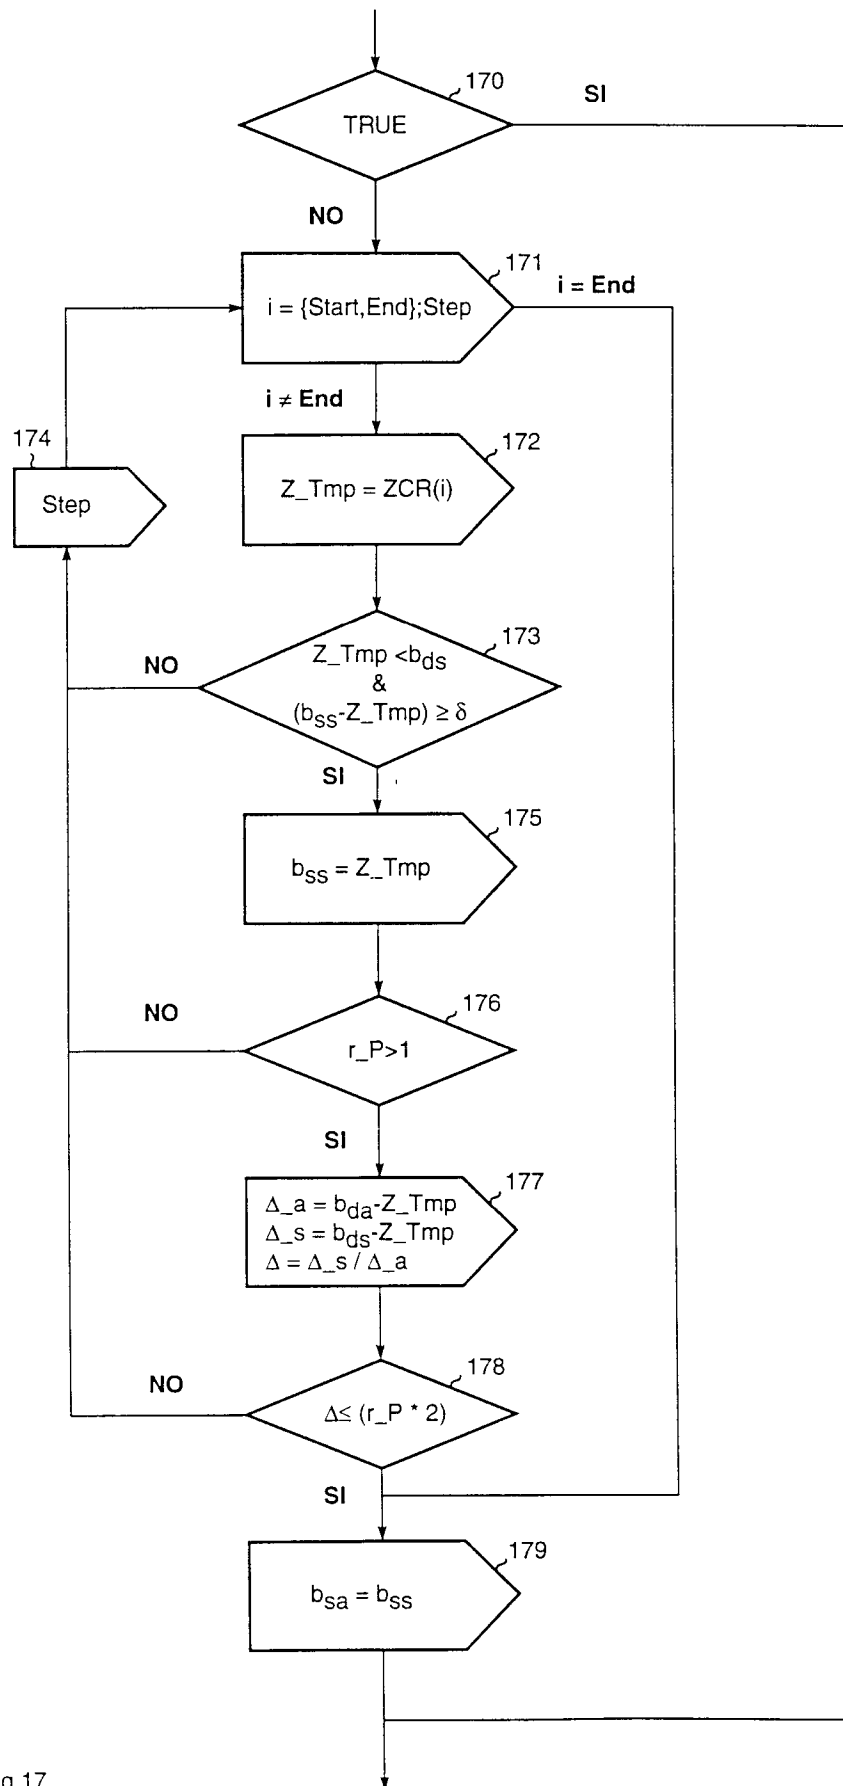 170
SI
TRUE
NO
171
i = End
i = {Start,End};Step
i ≠ End
174
172
Step
Z_Tmp = ZCR(i)
173
NO
Z_Tmp <bds
&
(bss-Z_Tmp) ≥ δ
SI
175
bss = Z_Tmp
176
NO
r_P>1
SI
177
Δ_a = bda-Z_Tmp
Δ_s = bds-Z_Tmp
Δ = Δ_s / Δ_a
178
NO
Δ≤ (r_P * 2)
SI
179
bsa = bss
g.17